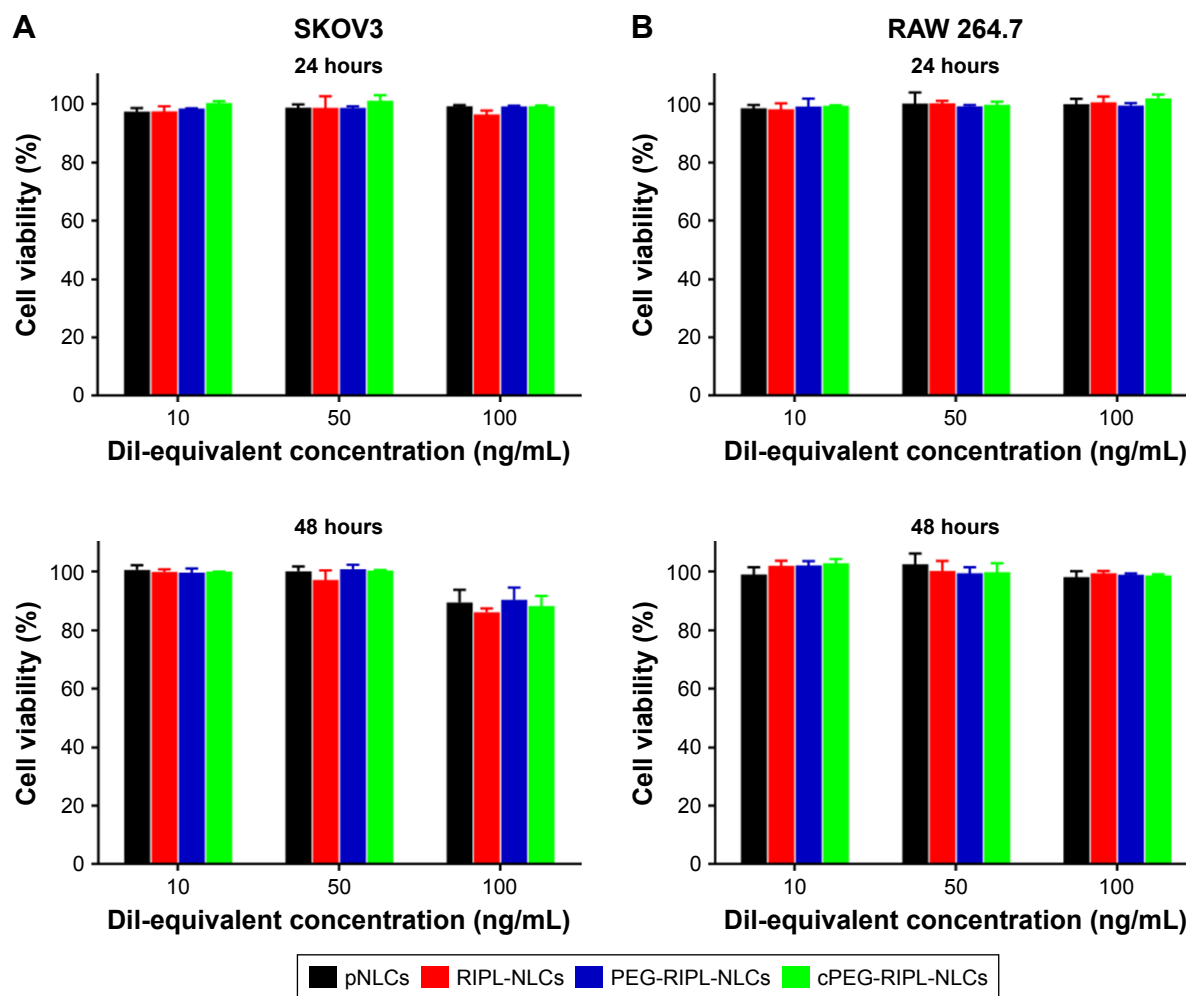 A
SKOV3
24 hours
Cell viability (%)
100
80
60
40
20
0
10 50 100
Dil-equivalent concentration (ng/mL)
B
RAW 264.7
24 hours
Cell viability (%)
100
80
60
40
20
0
10 50 100
Dil-equivalent concentration (ng/mL)
48 hours
Cell viability (%)
100
80
60
40
20
0
10 50 100
Dil-equivalent concentration (ng/mL)
48 hours
Cell viability (%)
100
80
60
40
20
0
10 50 100
Dil-equivalent concentration (ng/mL)
pNLCs RIPL-NLCs PEG-RIPL-NLCs cPEG-RIPL-NLCs